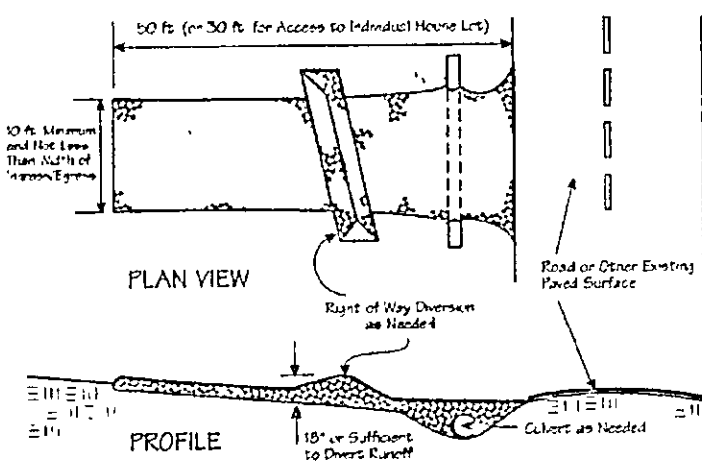 50 ft (or 30 ft for Access to Individual House Lot)
10 ft Minimum
and Not Less
Than Width of
Ingress/Egress
PLAN VIEW
Road or Other Existing
Paved Surface
Right of Way Diversion
as Needed
PROFILE
18" or Sufficient
to Divert Runoff
Culvert as Needed